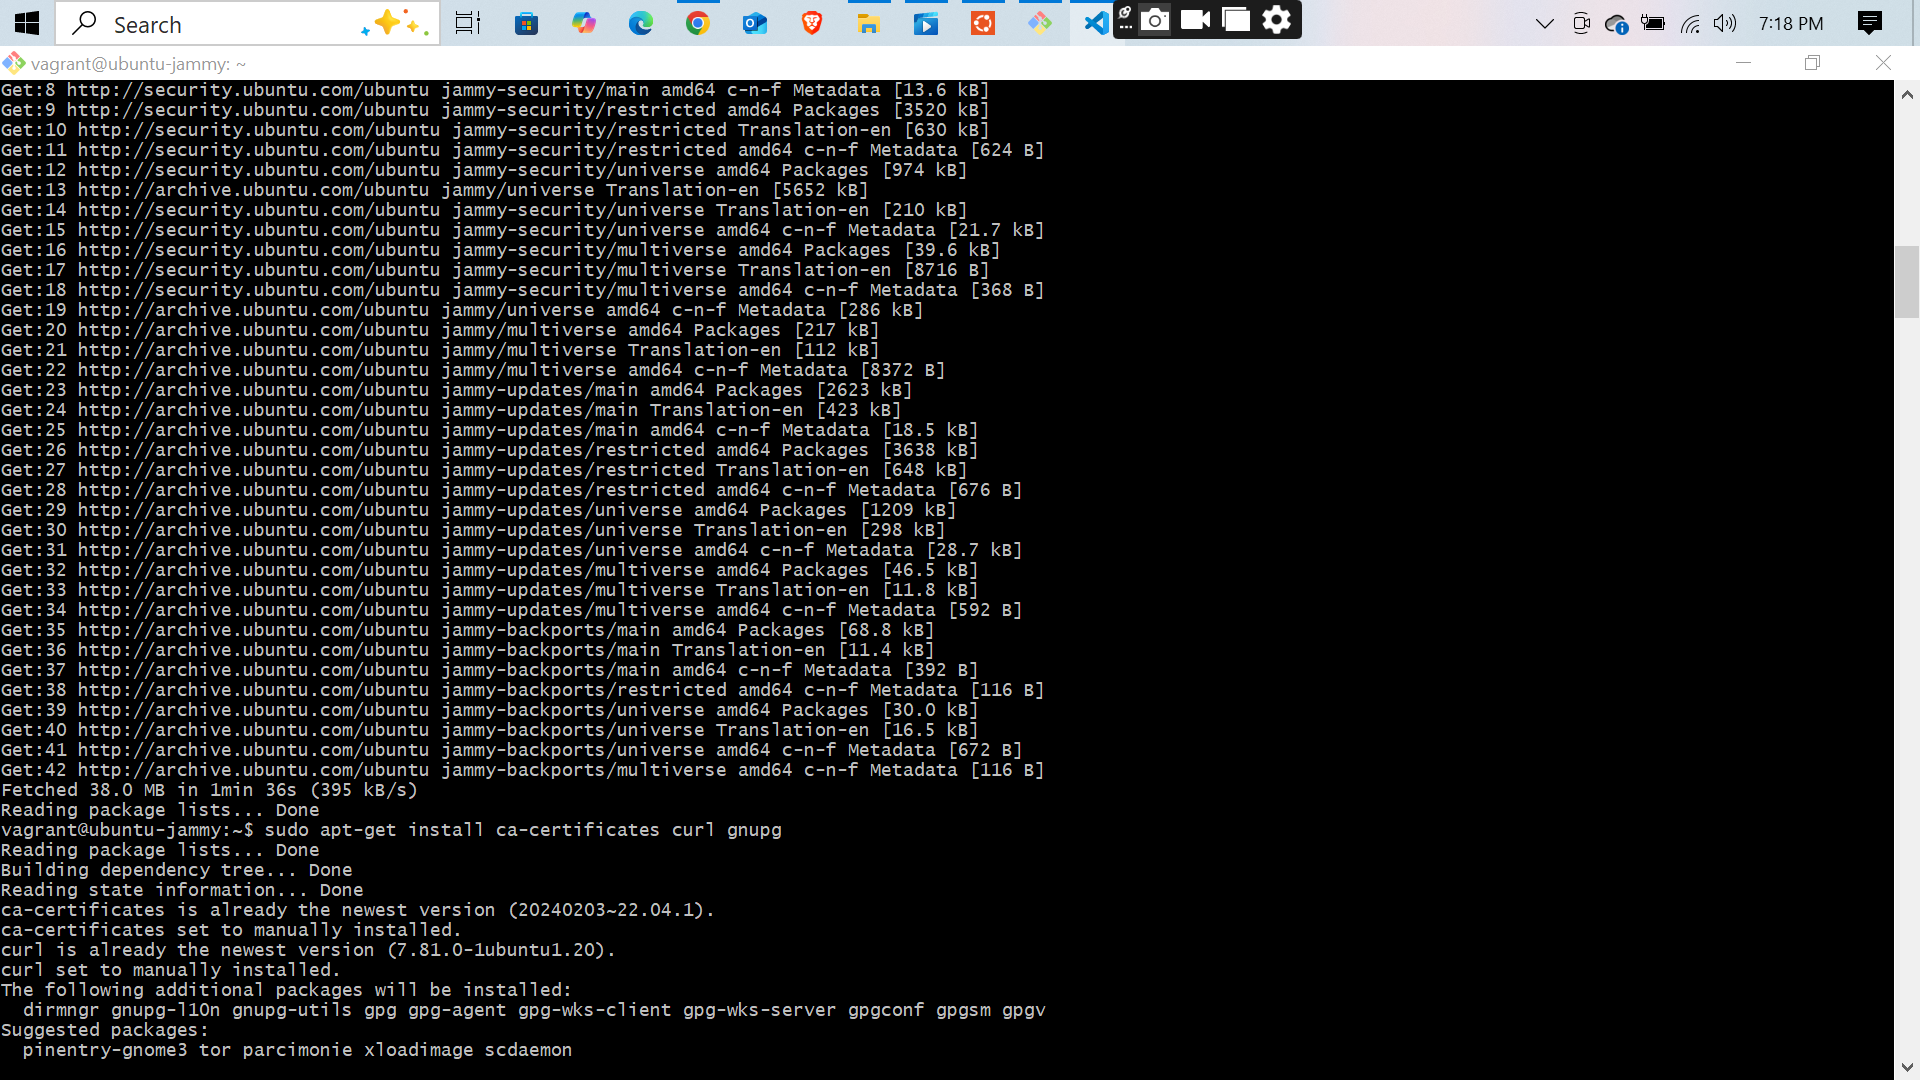 Search
7:18 PM
vagrant@ubuntu-jammy: ~
Get:8 http://security.ubuntu.com/ubuntu jammy-security/main amd64 c-n-f Metadata [13.6 kB]
Get:9 http://security.ubuntu.com/ubuntu jammy-security/restricted amd64 Packages [3520 kB]
Get:10 http://security.ubuntu.com/ubuntu jammy-security/restricted Translation-en [630 kB]
Get:11 http://security.ubuntu.com/ubuntu jammy-security/restricted amd64 c-n-f Metadata [624 B]
Get:12 http://security.ubuntu.com/ubuntu jammy-security/universe amd64 Packages [974 kB]
Get:13 http://archive.ubuntu.com/ubuntu jammy/universe Translation-en [5652 kB]
Get:14 http://security.ubuntu.com/ubuntu jammy-security/universe Translation-en [210 kB]
Get:15 http://security.ubuntu.com/ubuntu jammy-security/universe amd64 c-n-f Metadata [21.7 kB]
Get:16 http://security.ubuntu.com/ubuntu jammy-security/multiverse amd64 Packages [39.6 kB]
Get:17 http://security.ubuntu.com/ubuntu jammy-security/multiverse Translation-en [8716 B]
Get:18 http://security.ubuntu.com/ubuntu jammy-security/multiverse amd64 c-n-f Metadata [368 B]
Get:19 http://archive.ubuntu.com/ubuntu jammy/universe amd64 c-n-f Metadata [286 kB]
Get:20 http://archive.ubuntu.com/ubuntu jammy/multiverse amd64 Packages [217 kB]
Get:21 http://archive.ubuntu.com/ubuntu jammy/multiverse Translation-en [112 kB]
Get:22 http://archive.ubuntu.com/ubuntu jammy/multiverse amd64 c-n-f Metadata [8372 B]
Get:23 http://archive.ubuntu.com/ubuntu jammy-updates/main amd64 Packages [2623 kB]
Get:24 http://archive.ubuntu.com/ubuntu jammy-updates/main Translation-en [423 kB]
Get:25 http://archive.ubuntu.com/ubuntu jammy-updates/main amd64 c-n-f Metadata [18.5 kB]
Get:26 http://archive.ubuntu.com/ubuntu jammy-updates/restricted amd64 Packages [3638 kB]
Get:27 http://archive.ubuntu.com/ubuntu jammy-updates/restricted Translation-en [648 kB]
Get:28 http://archive.ubuntu.com/ubuntu jammy-updates/restricted amd64 c-n-f Metadata [676 B]
Get:29 http://archive.ubuntu.com/ubuntu jammy-updates/universe amd64 Packages [1209 kB]
Get:30 http://archive.ubuntu.com/ubuntu jammy-updates/universe Translation-en [298 kB]
Get:31 http://archive.ubuntu.com/ubuntu jammy-updates/universe amd64 c-n-f Metadata [28.7 kB]
Get:32 http://archive.ubuntu.com/ubuntu jammy-updates/multiverse amd64 Packages [46.5 kB]
Get:33 http://archive.ubuntu.com/ubuntu jammy-updates/multiverse Translation-en [11.8 kB]
Get:34 http://archive.ubuntu.com/ubuntu jammy-updates/multiverse amd64 c-n-f Metadata [592 B]
Get:35 http://archive.ubuntu.com/ubuntu jammy-backports/main amd64 Packages [68.8 kB]
Get:36 http://archive.ubuntu.com/ubuntu jammy-backports/main Translation-en [11.4 kB]
Get:37 http://archive.ubuntu.com/ubuntu jammy-backports/main amd64 c-n-f Metadata [392 B]
Get:38 http://archive.ubuntu.com/ubuntu jammy-backports/restricted amd64 c-n-f Metadata [116 B]
Get:39 http://archive.ubuntu.com/ubuntu jammy-backports/universe amd64 Packages [30.0 kB]
Get:40 http://archive.ubuntu.com/ubuntu jammy-backports/universe Translation-en [16.5 kB]
Get:41 http://archive.ubuntu.com/ubuntu jammy-backports/universe amd64 c-n-f Metadata [672 B]
Get:42 http://archive.ubuntu.com/ubuntu jammy-backports/multiverse amd64 c-n-f Metadata [116 B]
Fetched 38.0 MB in 1min 36s (395 kB/s)
Reading package lists... Done
vagrant@ubuntu-jammy:~$ sudo apt-get install ca-certificates curl gnupg
Reading package lists... Done
Building dependency tree... Done
Reading state information... Done
ca-certificates is already the newest version (20240203~22.04.1).
ca-certificates set to manually installed.
curl is already the newest version (7.81.0-1ubuntu1.20).
curl set to manually installed.
The following additional packages will be installed:
  dirmngr gnupg-l10n gnupg-utils gpg gpg-agent gpg-wks-client gpg-wks-server gpgconf gpgsm gpgv
Suggested packages:
  pinentry-gnome3 tor parcimonie xloadimage scdaemon